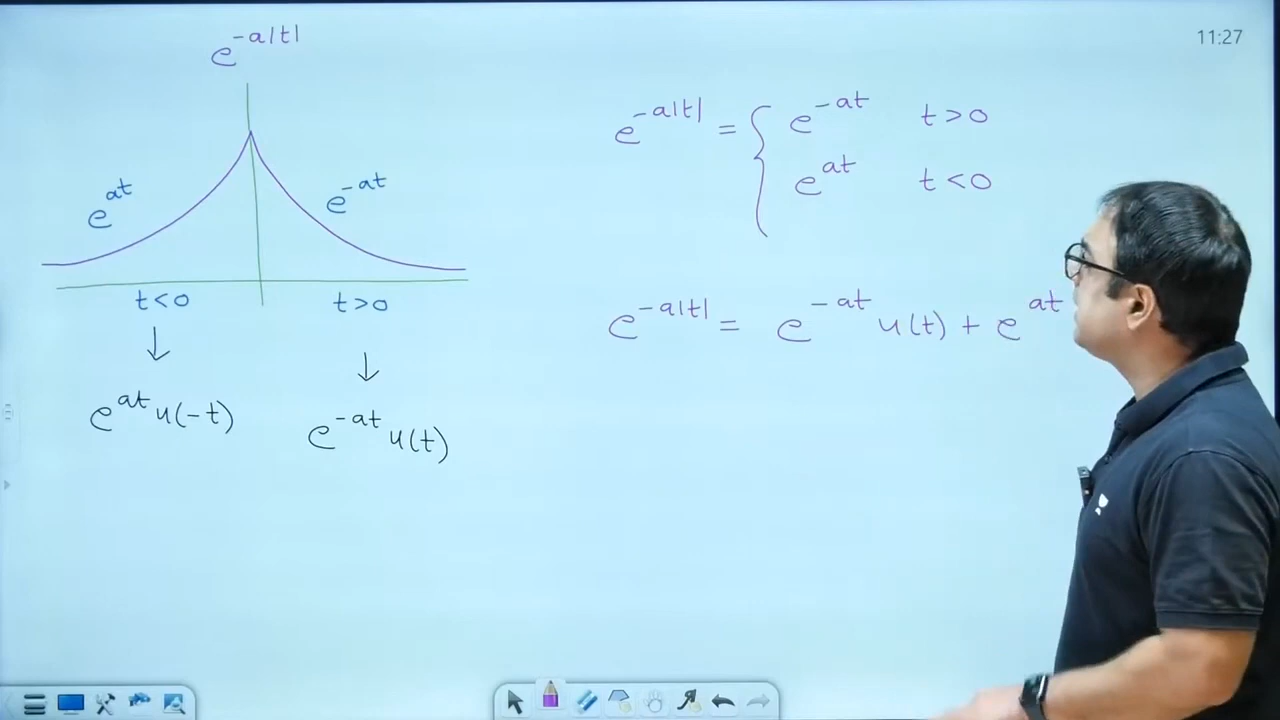 11:27
e^{-a|t|}
e^{at}
e^{-at}
t<0
t>0
e^{at} u(-t)
e^{-at} u(t)
e^{-a|t|} = { e^{-at} t>0
e^{at} t<0
e^{-a|t|} = e^{-at} u(t) + e^{at}